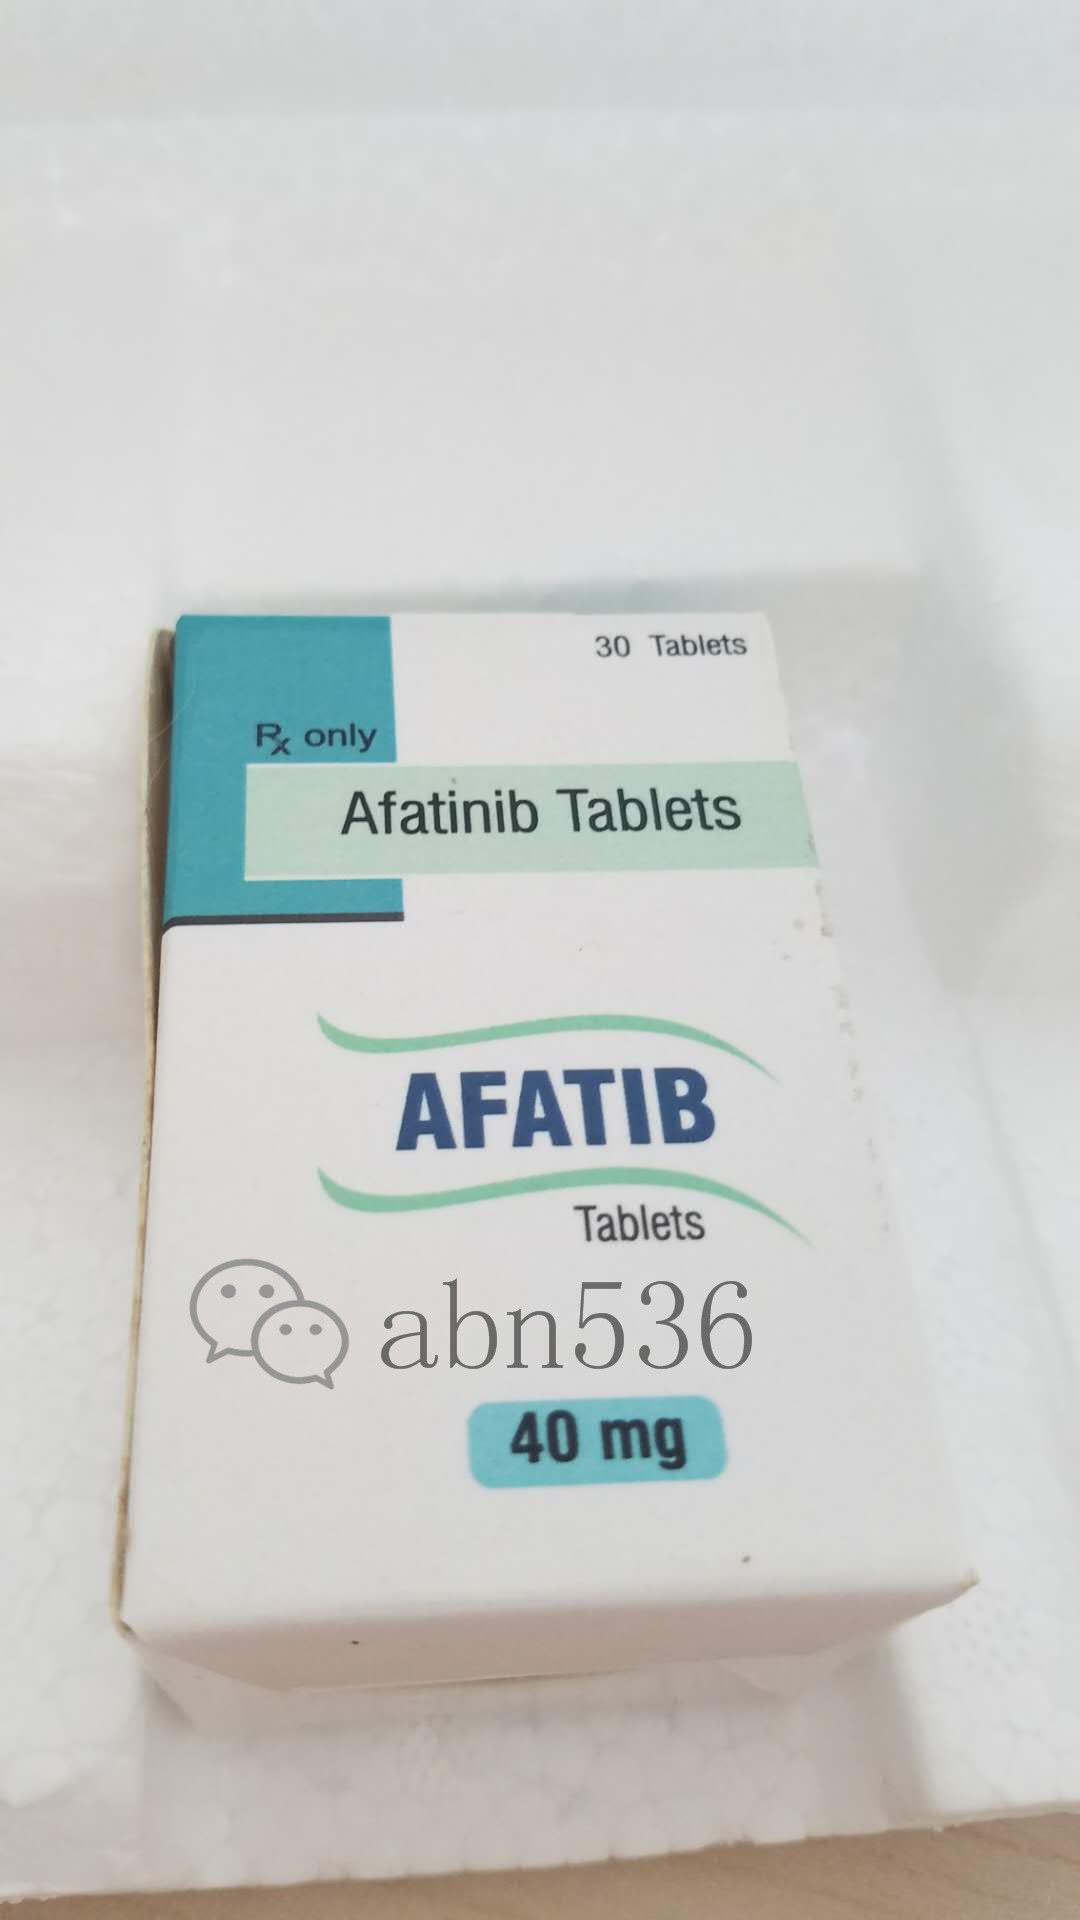 30 Tablets
Rx only
Afatinib Tablets
AFATIB
Tablets
abn536
40 mg